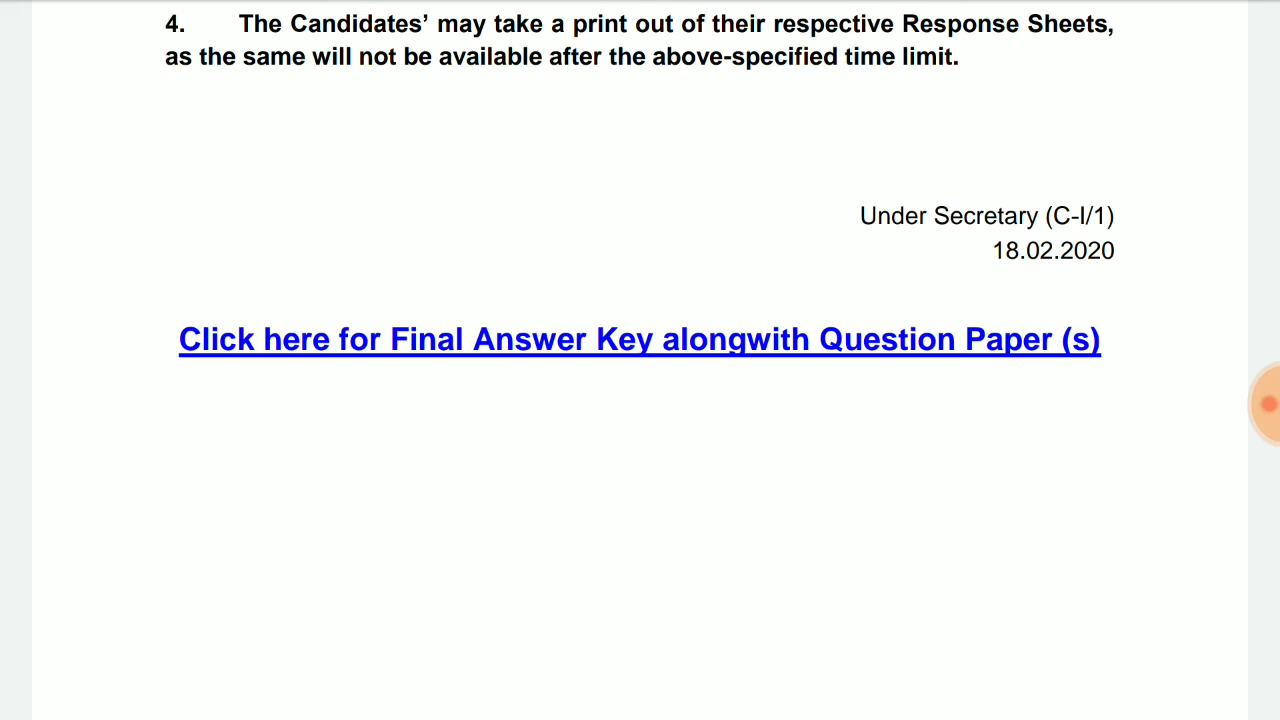 4. The Candidates’ may take a print out of their respective Response Sheets,
as the same will not be available after the above-specified time limit.
Under Secretary (C-I/1)
18.02.2020
Click here for Final Answer Key alongwith Question Paper (s)